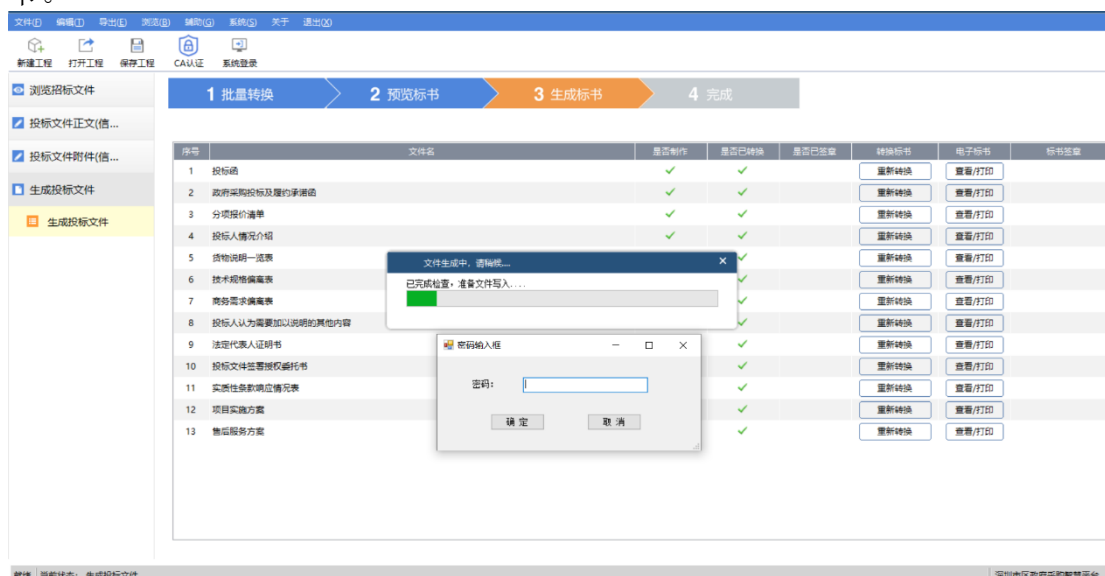 文件(F) 编辑(T) 导出(E) 浏览(B) 辅助(G) 系统(S) 关于 退出(X)
新建工程 打开工程 保存工程 CA认证 系统登录
浏览招标文件
投标文件正文(信...
投标文件附件(信...
生成投标文件
生成投标文件
1 批量转换 2 预览标书 3 生成标书 4 完成
序号 文件名 是否制作 是否已转换 是否已签章 转换标书 电子标书 标书签章
1 投标函 重新转换 查看/打印
2 政府采购投标及履约承诺函 重新转换 查看/打印
3 分项报价清单 重新转换 查看/打印
4 投标人情况介绍 重新转换 查看/打印
5 货物说明一览表 重新转换 查看/打印
6 技术规格偏离表 重新转换 查看/打印
7 商务需求偏离表 重新转换 查看/打印
8 投标人认为需要加以说明的其他内容 重新转换 查看/打印
9 法定代表人证明书 重新转换 查看/打印
10 投标文件签署授权委托书 重新转换 查看/打印
11 实质性条款响应情况表 重新转换 查看/打印
12 项目实施方案 重新转换 查看/打印
13 售后服务方案 重新转换 查看/打印
文件生成中，请稍候....
已完成检查，准备文件写入....
密码输入框
密码:
确 定 取 消
就绪 当前状态: 生成投标文件
深圳市区政府采购智慧平台